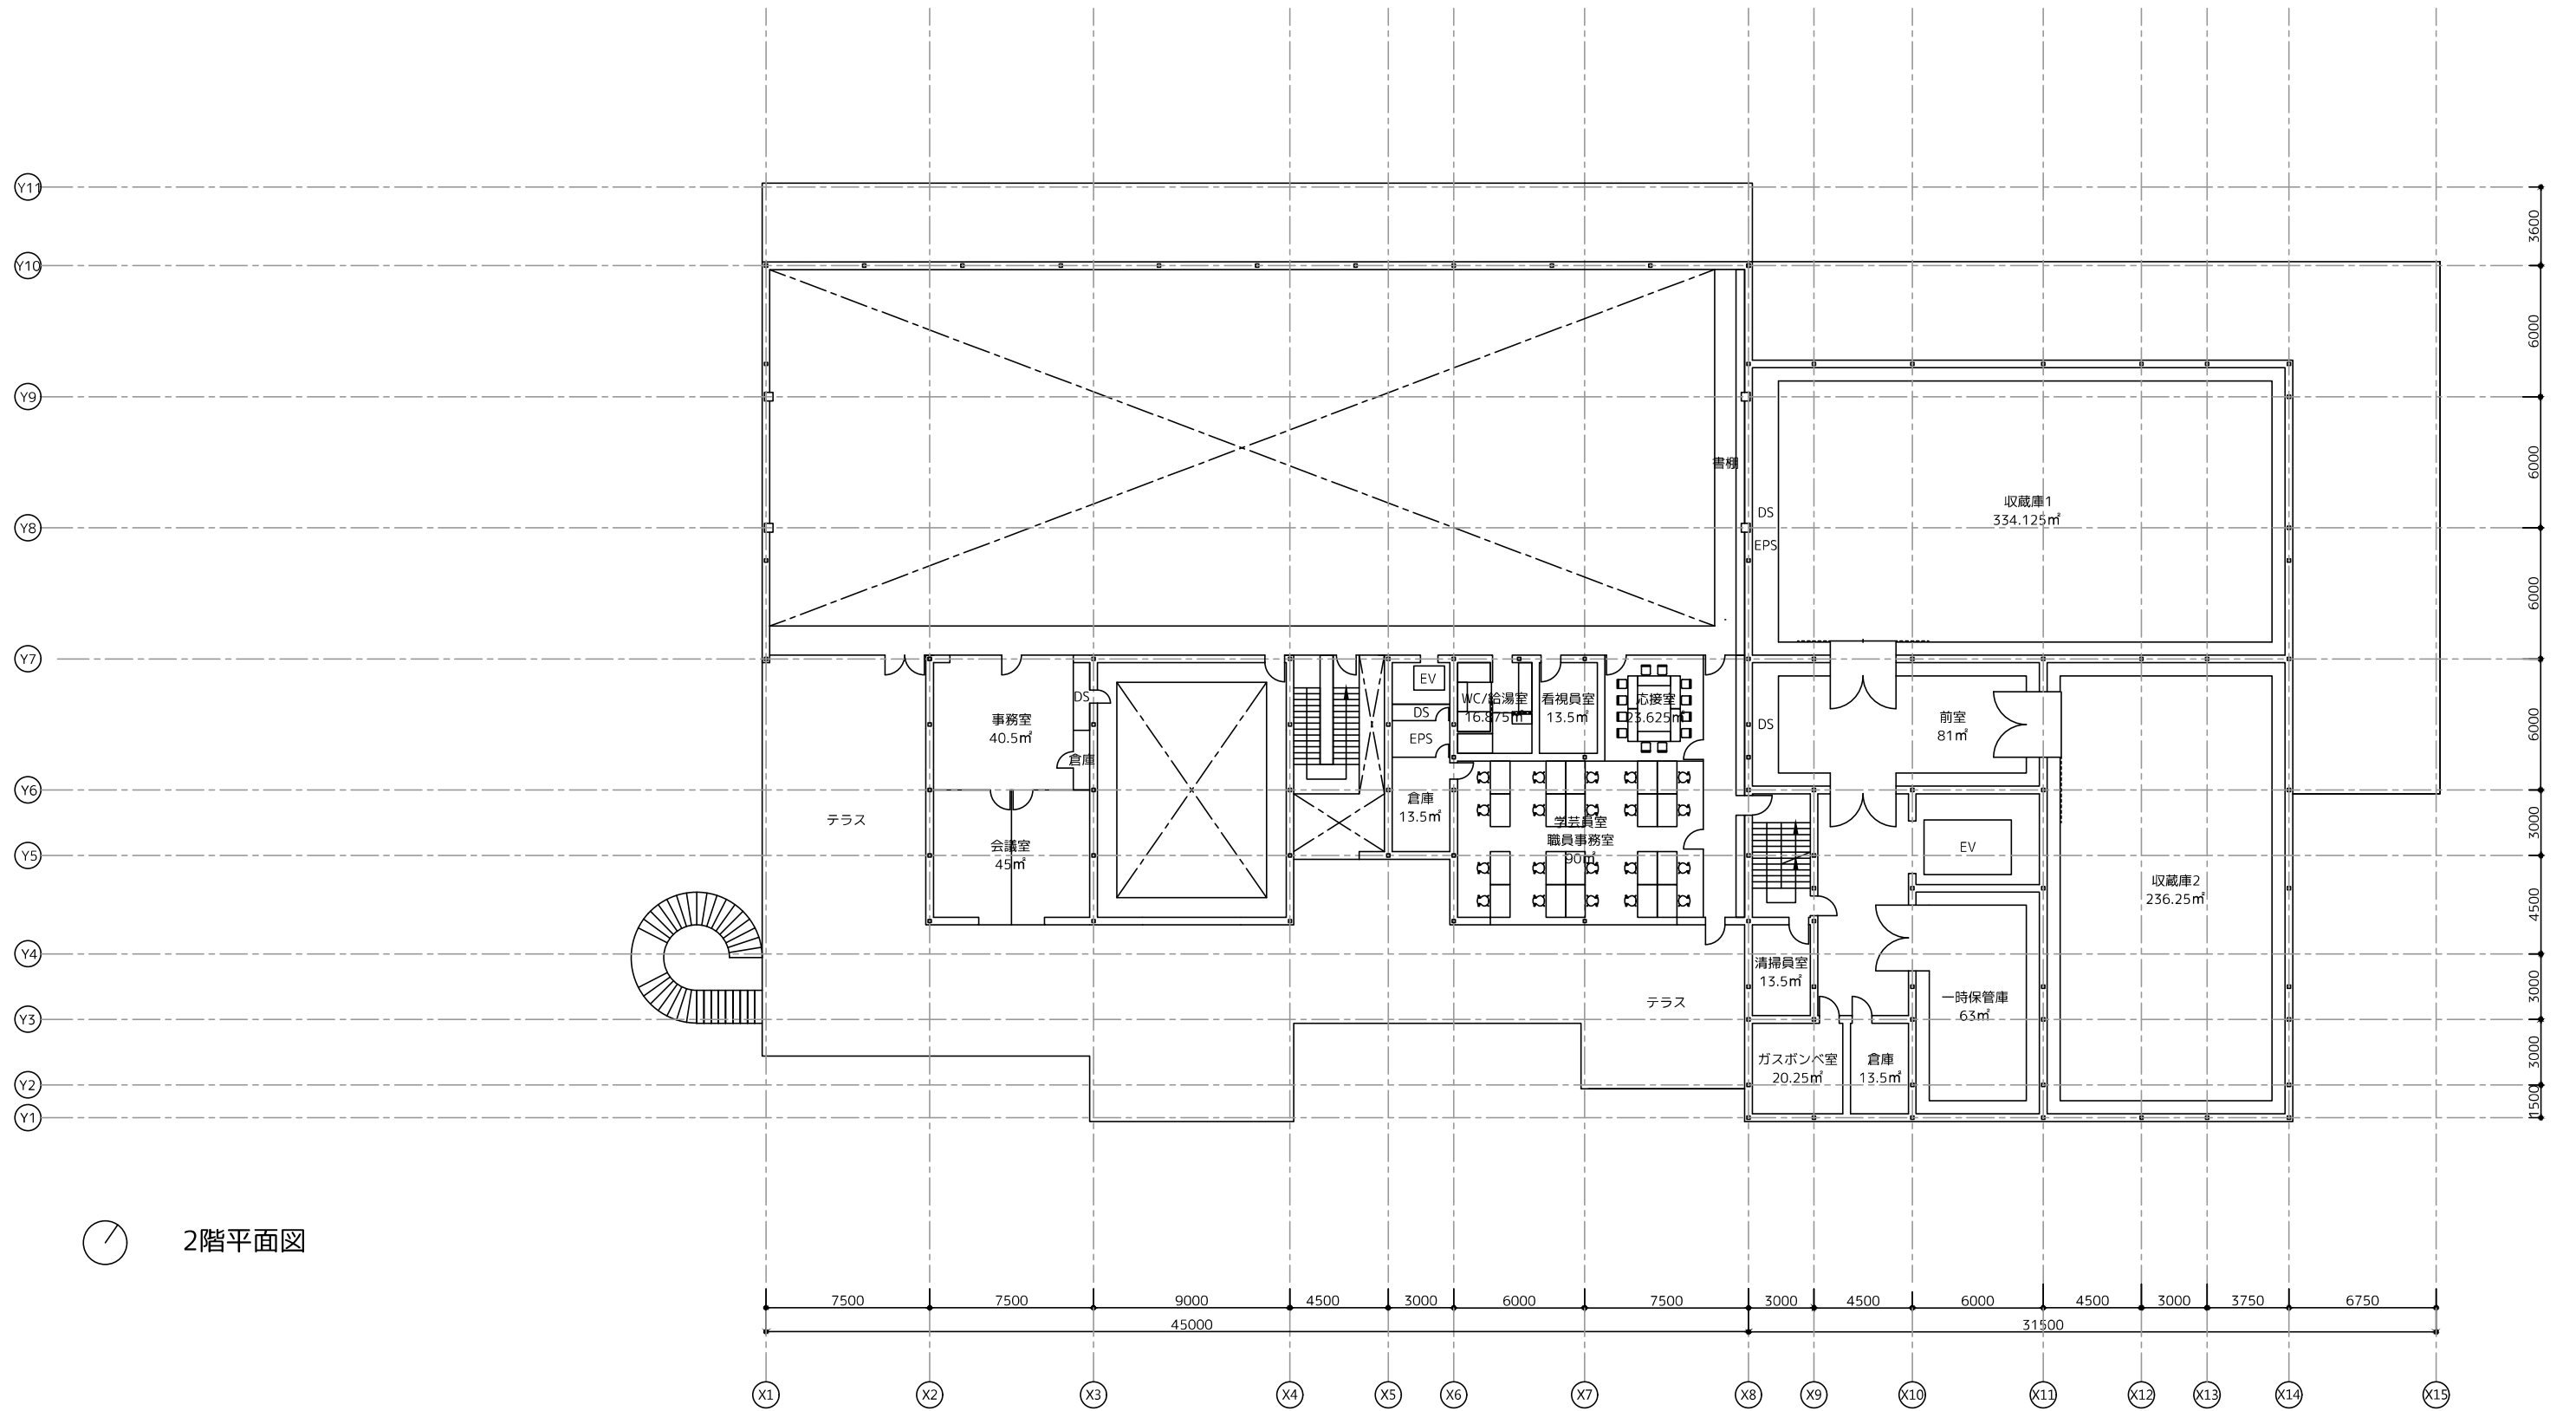 Y11
Y10
Y9
Y8
Y7
Y6
Y5
Y4
Y3
Y2
Y1
3600
6000
6000
6000
6000
3000
4500
3000
3000
1500
書棚
DS
EPS
収蔵庫1
334.125㎡
DS
事務室
40.5㎡
倉庫
会議室
45㎡
テラス
EV
DS
EPS
倉庫
13.5㎡
WC/給湯室
16.875㎡
看視員室
13.5㎡
応接室
23.625㎡
学芸員室
職員事務室
90㎡
DS
前室
81㎡
EV
収蔵庫2
236.25㎡
清掃員室
13.5㎡
テラス
一時保管庫
63㎡
ガスボンベ室
20.25㎡
倉庫
13.5㎡
2階平面図
7500
7500
9000
4500
3000
6000
7500
3000
4500
6000
4500
3000
3750
6750
45000
31500
X1
X2
X3
X4
X5
X6
X7
X8
X9
X10
X11
X12
X13
X14
X15